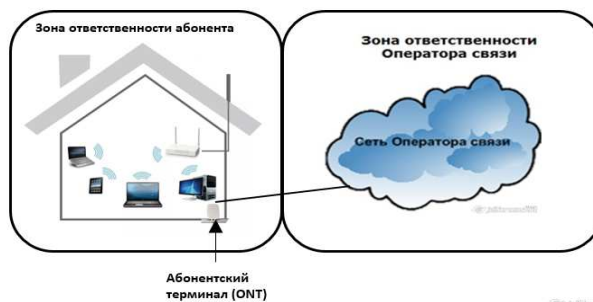 Зона ответственности абонента
Зона ответственности
Оператора связи
Сеть Оператора связи
Абонентский
терминал (ONT)